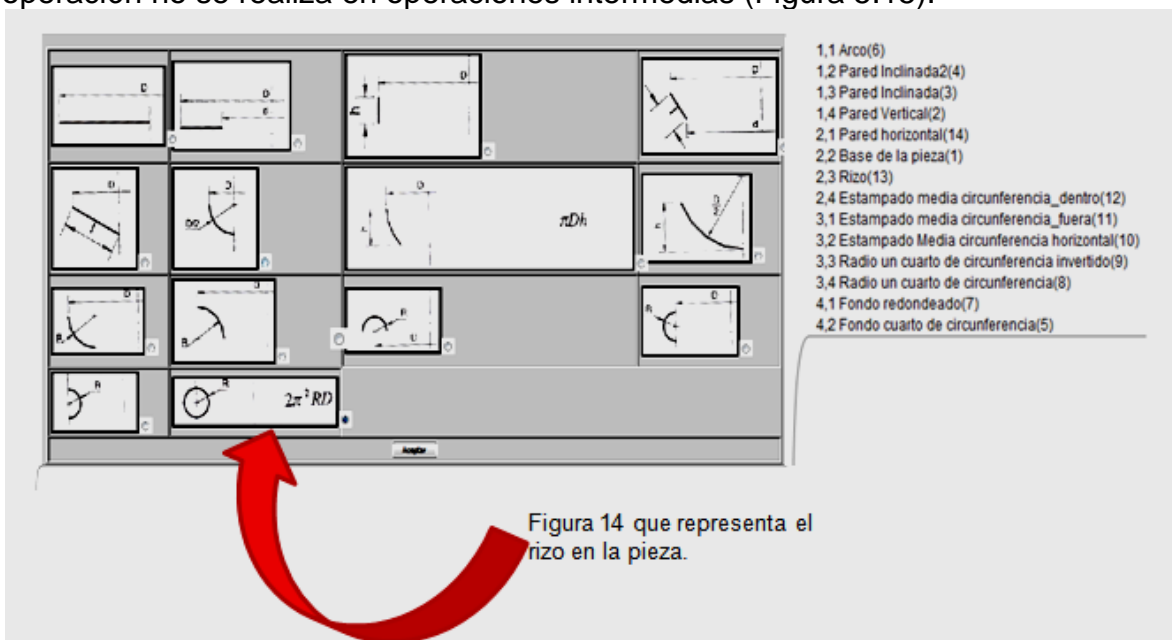 operación no se realiza en operaciones intermedias (Figura
D
D
d
D
h
D
d
D
D
D
h
πDh
D
R
D
D
R
D
R
R
D
R
R
R
2π²RD
Aceptar
1,1 Arco(6)
1,2 Pared Inclinada2(4)
1,3 Pared Inclinada(3)
1,4 Pared Vertical(2)
2,1 Pared horizontal(14)
2,2 Base de la pieza(1)
2,3 Rizo(13)
2,4 Estampado media circunferencia_dentro(12)
3,1 Estampado media circunferencia_fuera(11)
3,2 Estampado Media circunferencia horizontal(10)
3,3 Radio un cuarto de circunferencia invertido(9)
3,4 Radio un cuarto de circunferencia(8)
4,1 Fondo redondeado(7)
4,2 Fondo cuarto de circunferencia(5)
Figura 14 que representa el
rizo en la pieza.